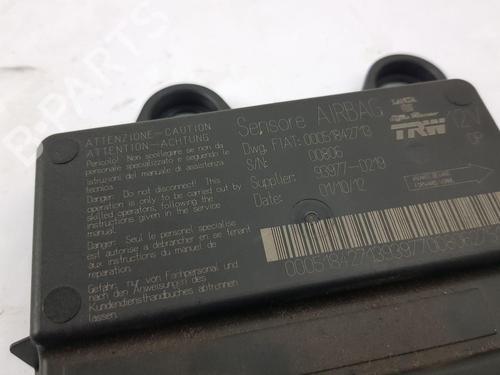 ATTENZIONE-CAUTION
ATTENTION-ACHTUNG
Pericolo! Non scollegare se non da
personale specializzato e seguendo le
istruzioni del manuale di assistenza
tecnica.
Danger: Do not disconnect! This
operation is only to be carried out by
skilled operators, following the
instructions given in the service
manual.
Danger: Seul le personel specialise
est autorise a debrancher en se tenant
aux instructions du manuel de
reparation.
Gefahr: nur von Fachpersonal und
nach den Anweisungen des
Kundendiensthandbuches abtrennen
lassen.
Sensore AIRBAG
Dwg. FIAT: 00051842713
S/N: 00806
Supplier: 93977-0219
01/10/12
LANCIA
TRW
12V
B-Parts